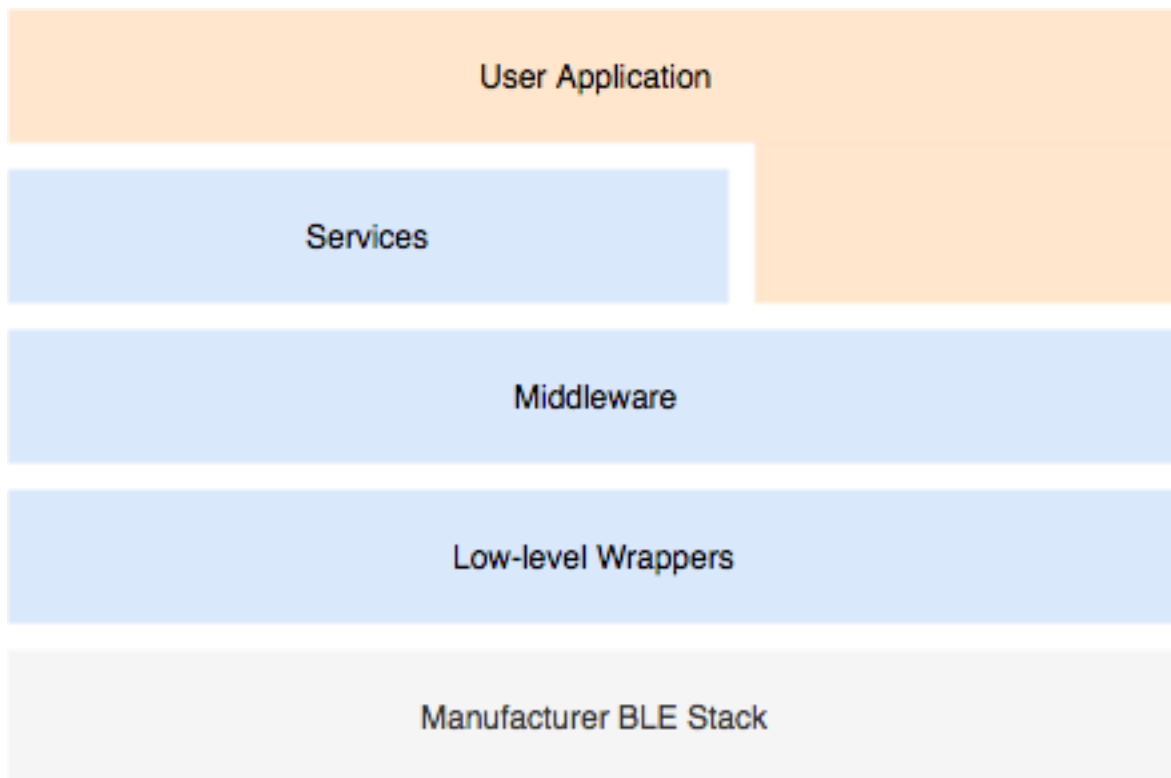 User Application
Services
Middleware
Low-level Wrappers
Manufacturer BLE Stack